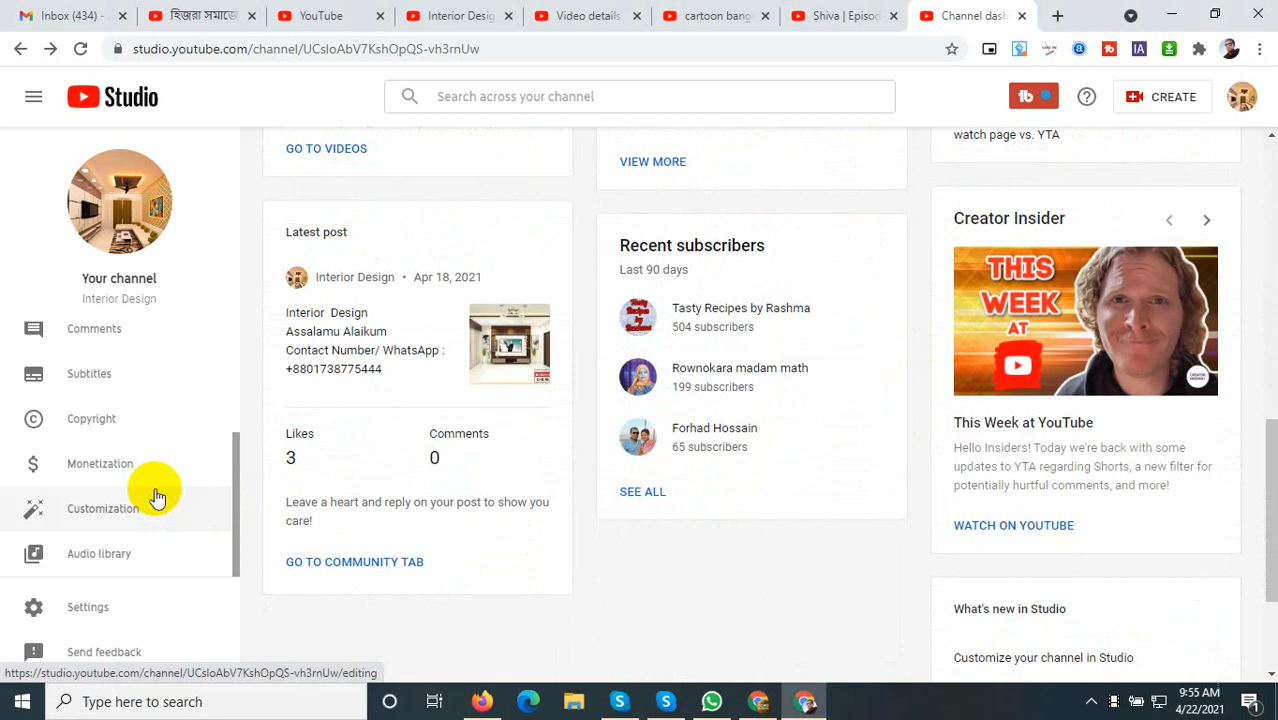 Inbox (434) -
হিজরা সমাজে
YouTube
Interior Desig
Video details
cartoon bang
Shiva | Episod
Channel dash
studio.youtube.com/channel/UCsIoAbV7KshOpQS-vh3rnUw
Studio
Search across your channel
CREATE
Your channel
Interior Design
Comments
Subtitles
Copyright
Monetization
Customization
Audio library
Settings
Send feedback
GO TO VIDEOS
Latest post
Interior Design • Apr 18, 2021
Interior Design
Assalamu Alaikum
Contact Number/ WhatsApp :
+8801738775444
Likes
Comments
3
0
Leave a heart and reply on your post to show you
care!
GO TO COMMUNITY TAB
VIEW MORE
Recent subscribers
Last 90 days
Tasty Recipes by Rashma
504 subscribers
Rownokara madam math
199 subscribers
Forhad Hossain
65 subscribers
SEE ALL
watch page vs. YTA
Creator Insider
THIS
WEEK
AT
This Week at YouTube
Hello Insiders! Today we're back with some
updates to YTA regarding Shorts, a new filter for
potentially hurtful comments, and more!
WATCH ON YOUTUBE
What's new in Studio
Customize your channel in Studio
https://studio.youtube.com/channel/UCsIoAbV7KshOpQS-vh3rnUw/editing
Type here to search
9:55 AM
4/22/2021